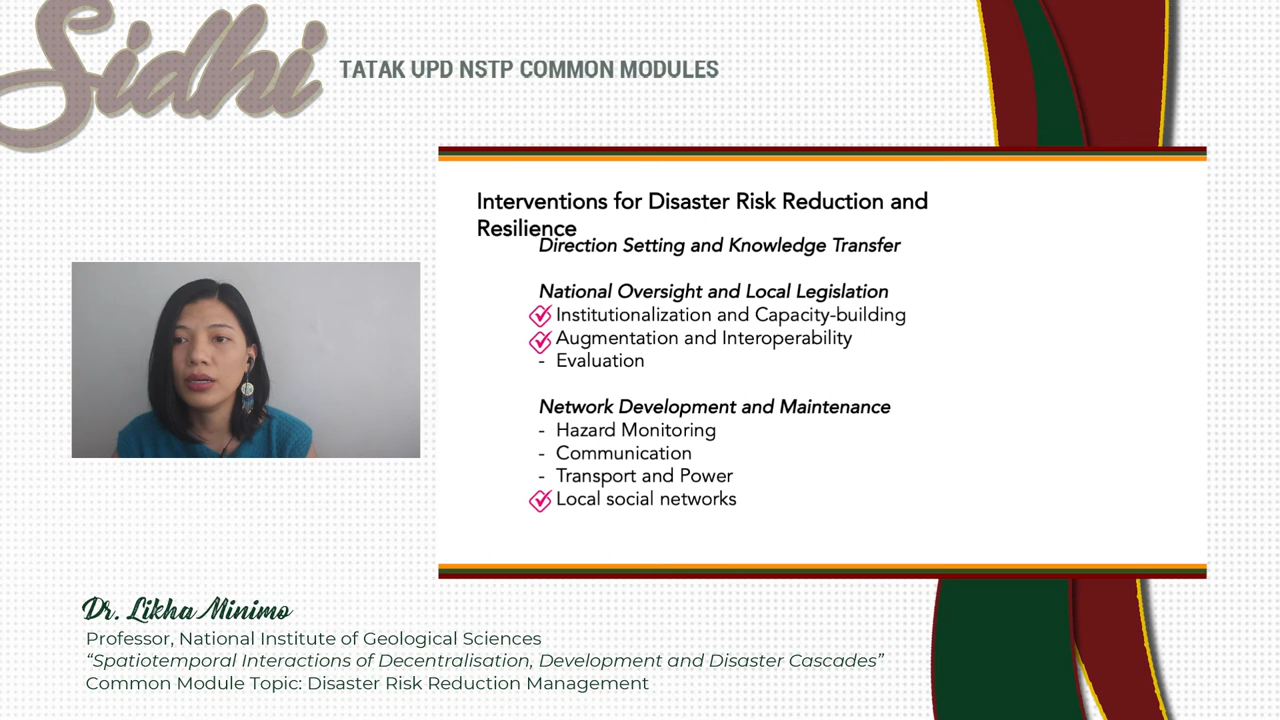 Sidhi
TATAK UPD NSTP COMMON MODULES
Interventions for Disaster Risk Reduction and
Resilience
Direction Setting and Knowledge Transfer
National Oversight and Local Legislation
Institutionalization and Capacity-building
Augmentation and Interoperability
- Evaluation
Network Development and Maintenance
- Hazard Monitoring
- Communication
- Transport and Power
Local social networks
Dr. Likha Minimo
Professor, National Institute of Geological Sciences
“Spatiotemporal Interactions of Decentralisation, Development and Disaster Cascades”
Common Module Topic: Disaster Risk Reduction Management